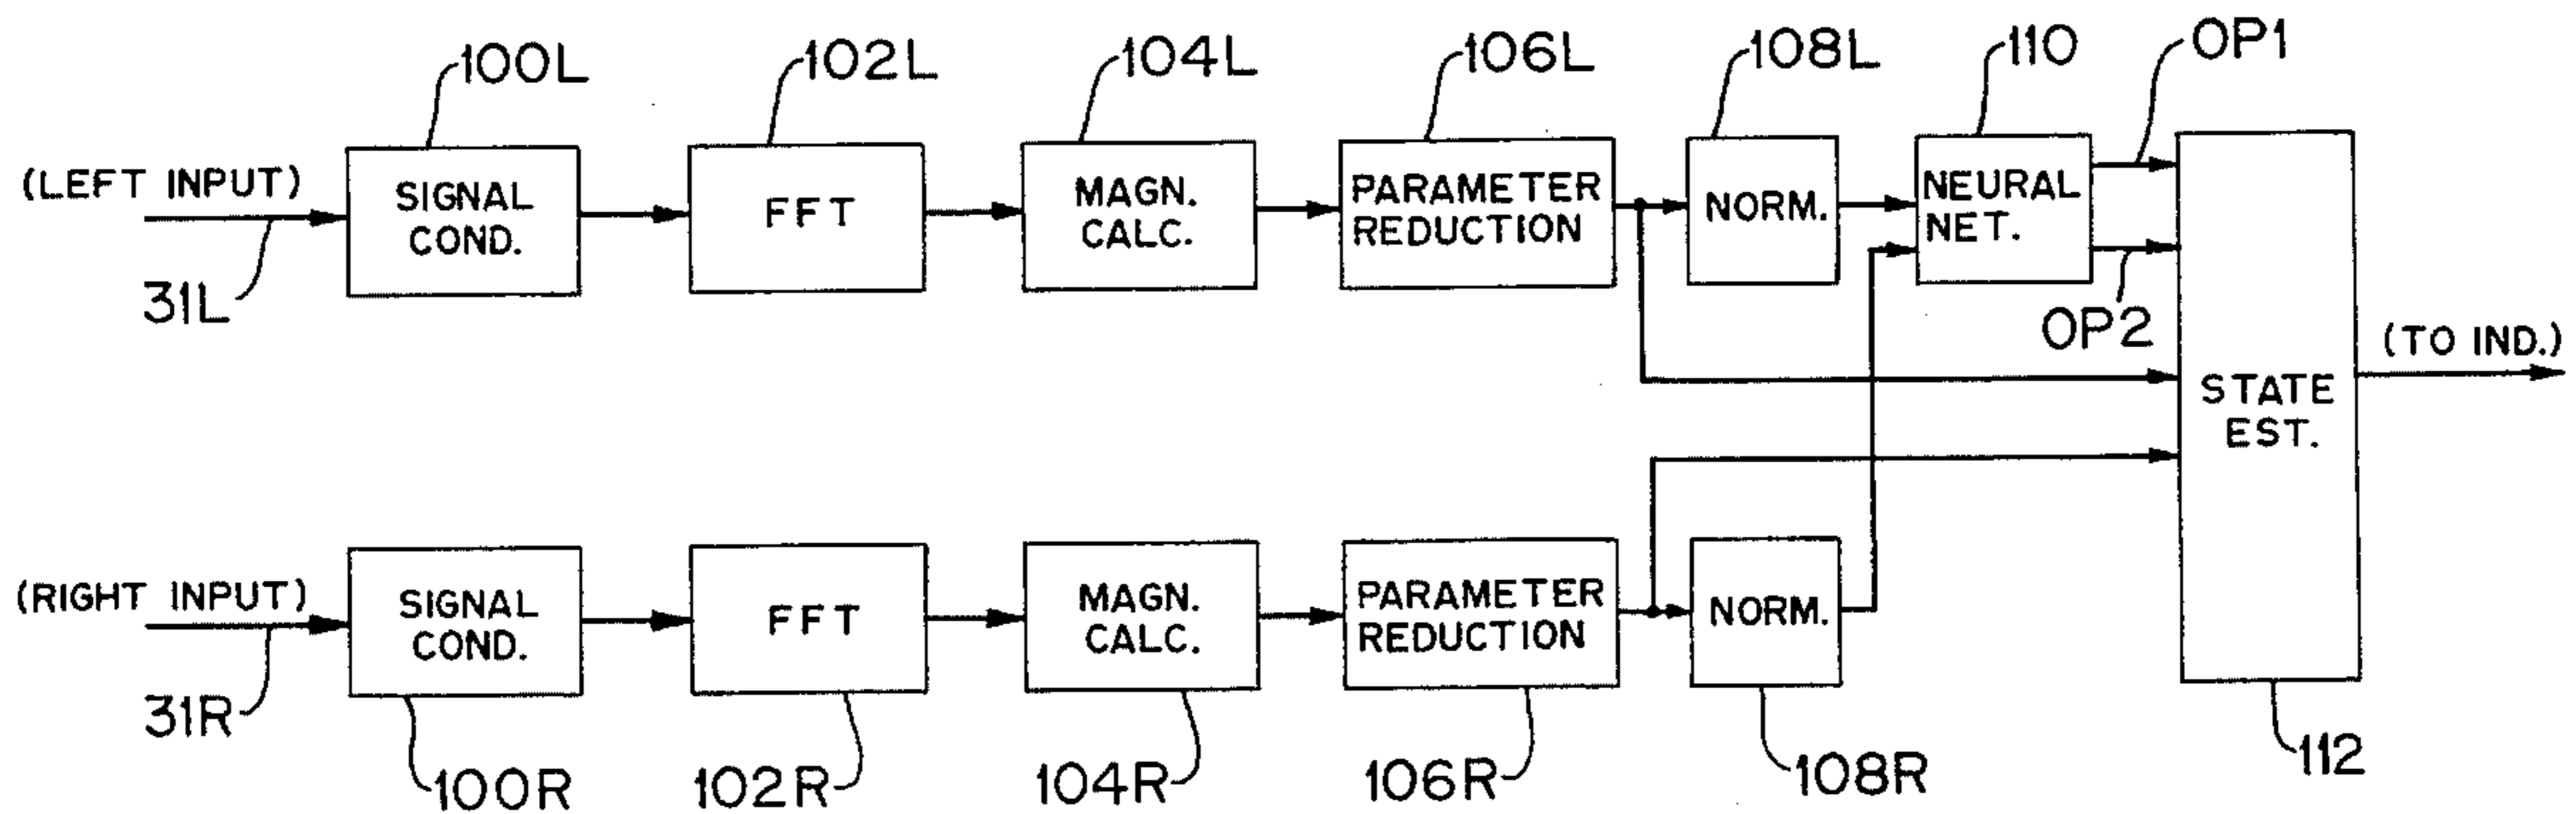 100L
102L
104L
106L
108L
110
OP1
(LEFT INPUT)
31L
SIGNAL
COND.
FFT
MAGN.
CALC.
PARAMETER
REDUCTION
NORM.
NEURAL
NET.
OP2
(TO IND.)
STATE
EST.
(RIGHT INPUT)
31R
SIGNAL
COND.
FFT
MAGN.
CALC.
PARAMETER
REDUCTION
NORM.
100R
102R
104R
106R
108R
112